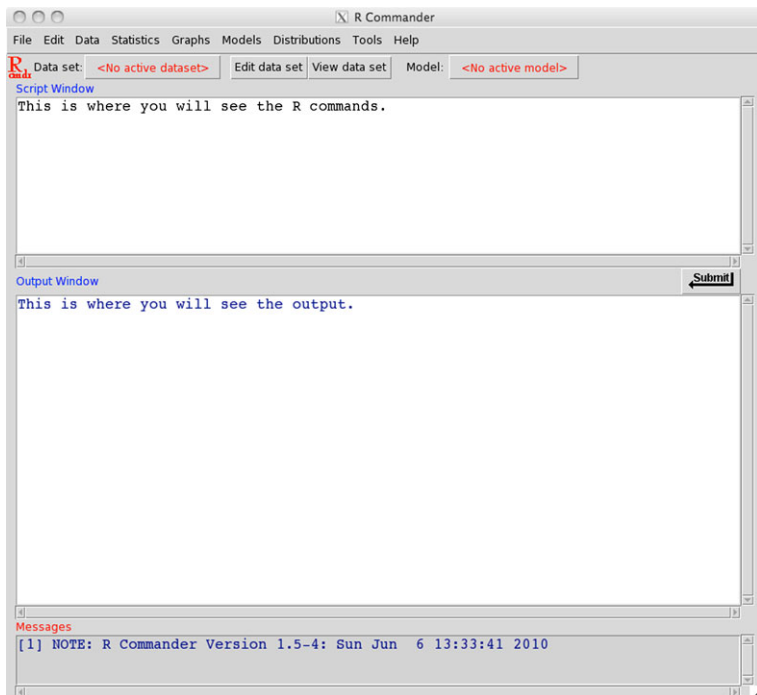 R Commander
File Edit Data Statistics Graphs Models Distributions Tools Help
R cmdr Data set: <No active dataset> Edit data set View data set Model: <No active model>
Script Window
This is where you will see the R commands.
Output Window Submit
This is where you will see the output.
Messages
[1] NOTE: R Commander Version 1.5-4: Sun Jun  6 13:33:41 2010